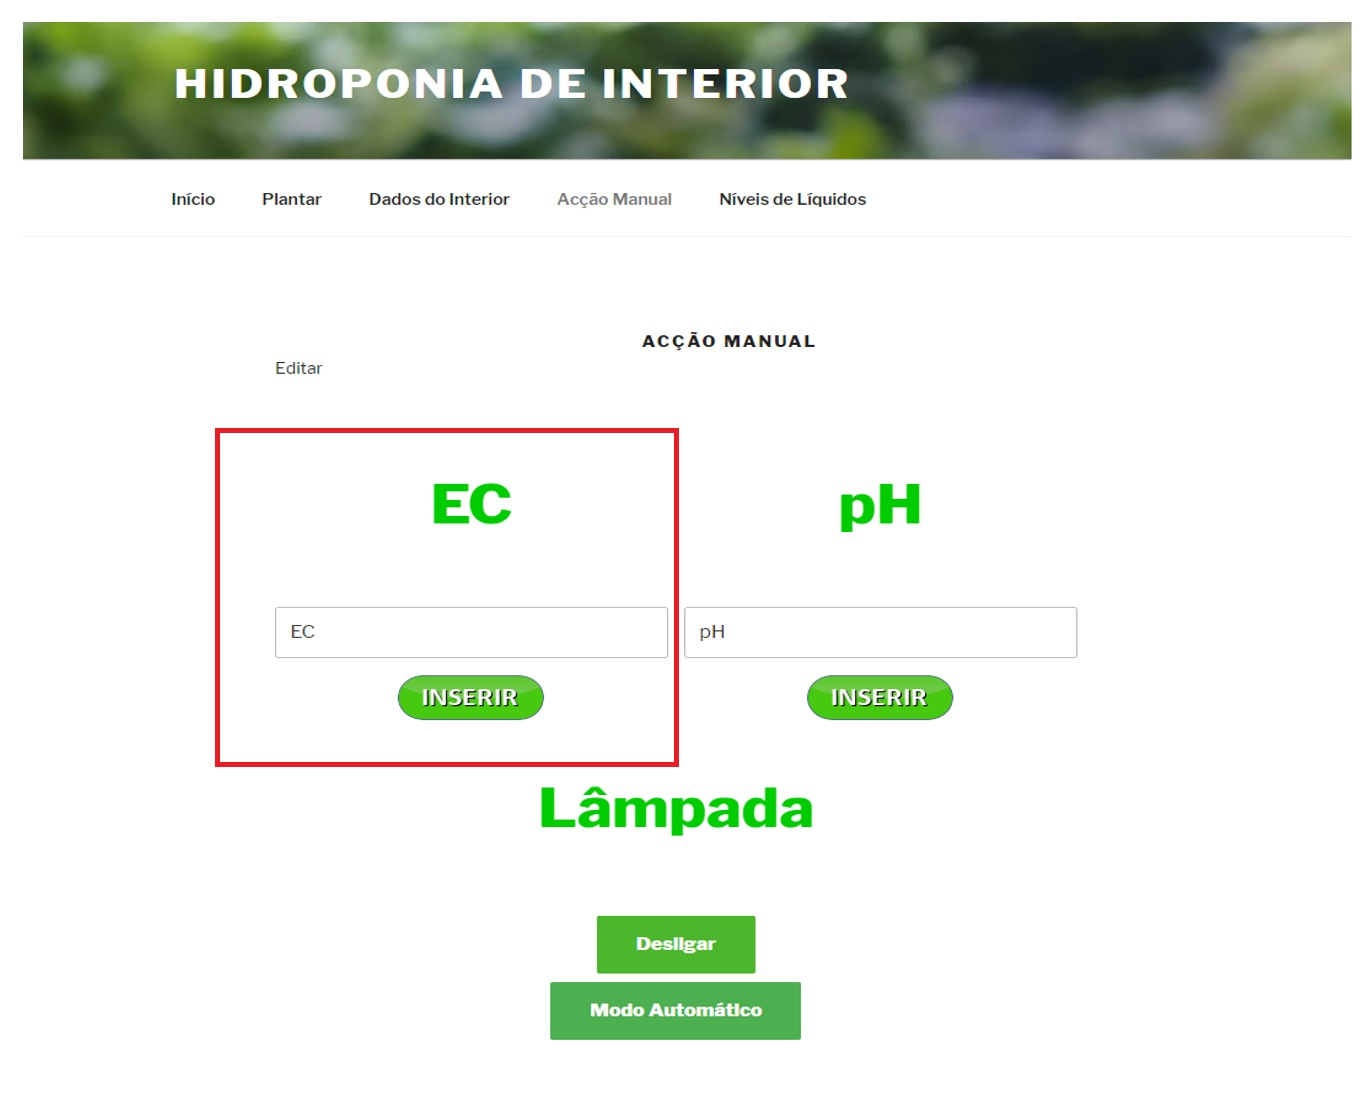 HIDROPONIA DE INTERIOR
Início Plantar Dados do Interior Acção Manual Níveis de Líquidos
ACÇÃO MANUAL
Editar
EC pH
EC pH
INSERIR INSERIR
Lâmpada
Desligar
Modo Automático